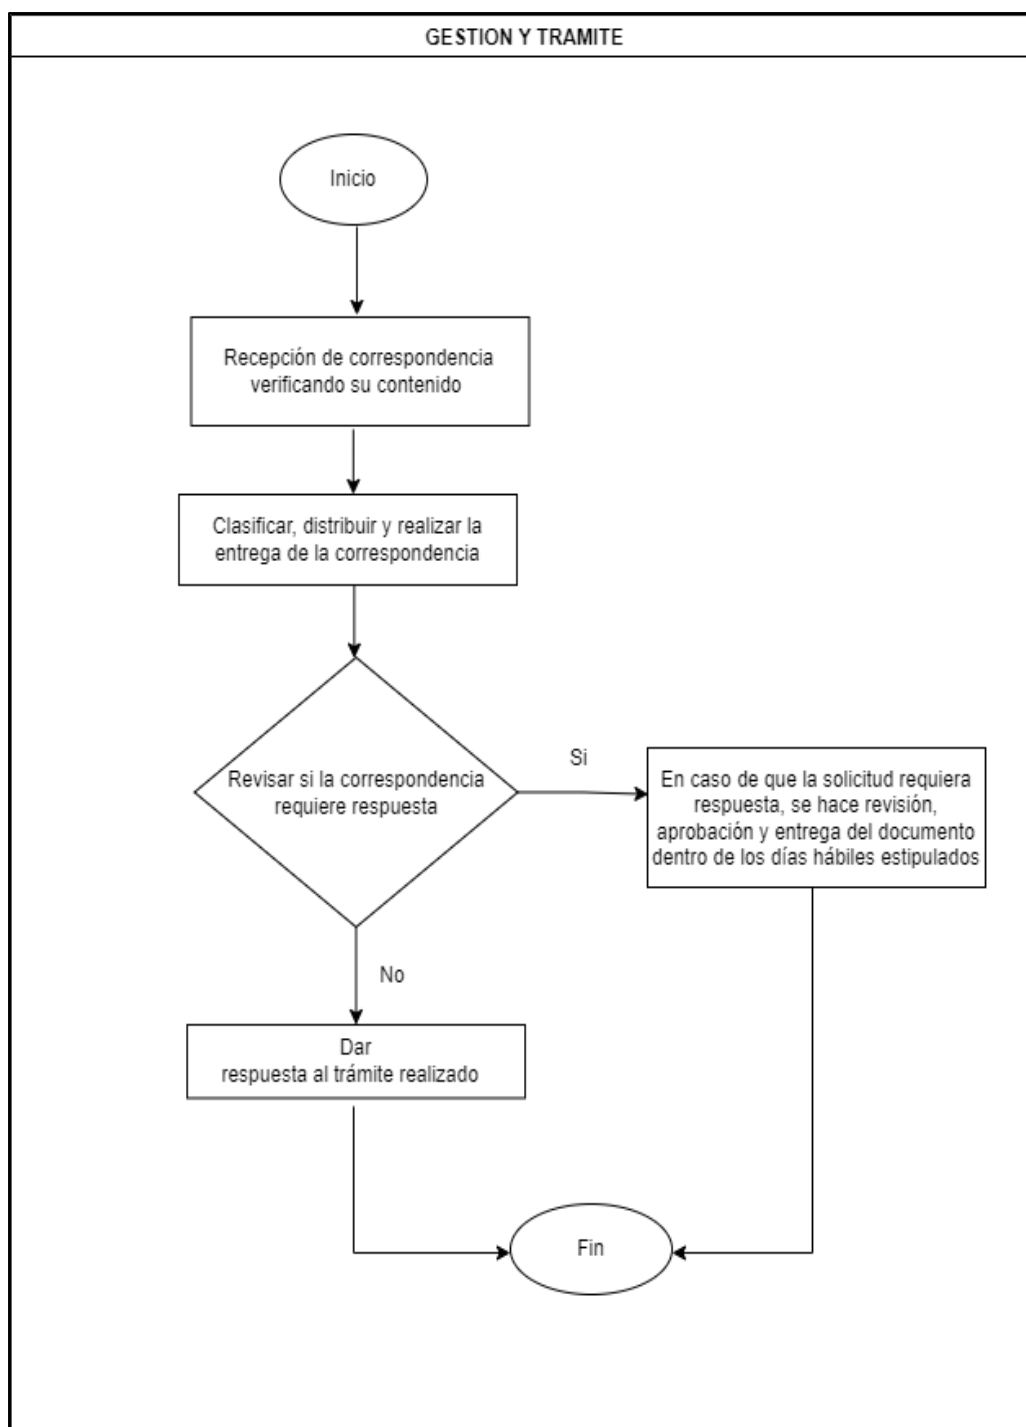 GESTION Y TRAMITE
Inicio
Recepción de correspondencia
verificando su contenido
Clasificar, distribuir y realizar la
entrega de la correspondencia
Revisar si la correspondencia
requiere respuesta
Si
En caso de que la solicitud requiera
respuesta, se hace revisión,
aprobación y entrega del documento
dentro de los días hábiles estipulados
No
Dar
respuesta al trámite realizado
Fin